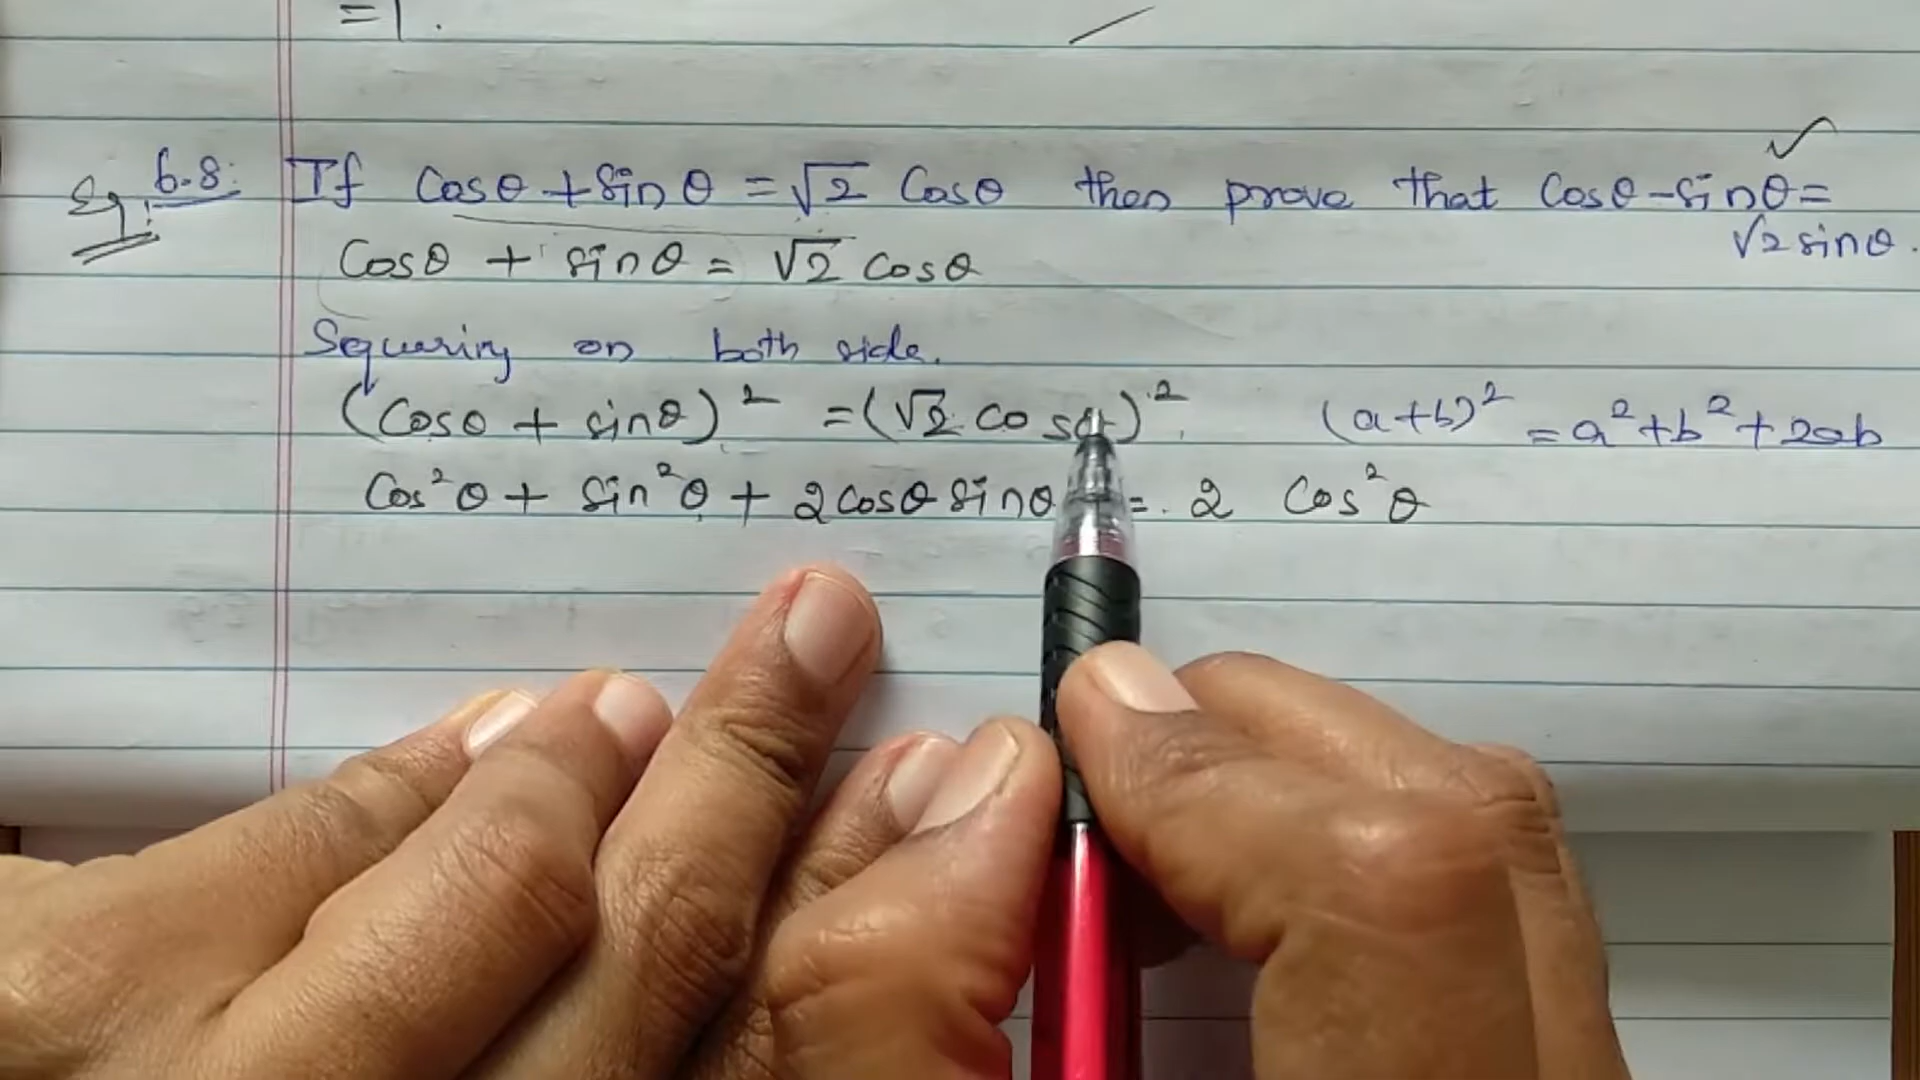 = 1.
Eg: 6.8: If Cosθ + Sinθ = √2 Cosθ then prove that Cosθ - Sinθ =
√2 sinθ.
Cosθ + sinθ = √2 cosθ
Squaring on both side.
(Cosθ + sinθ)² = (√2 cosθ)² (a+b)² = a²+b²+2ab
Cos²θ + Sin²θ + 2cosθ Sinθ = 2 Cos²θ